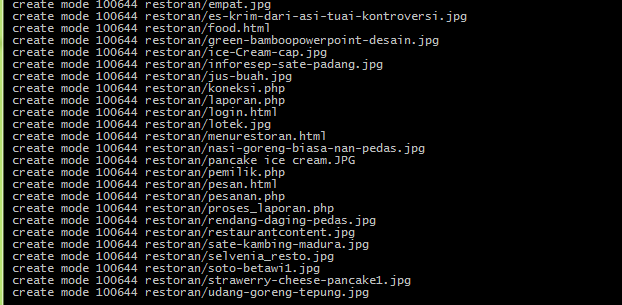 create mode 100644 restoran/empat.jpg
create mode 100644 restoran/es-krim-dari-asi-tuai-kontroversi.jpg
create mode 100644 restoran/food.html
create mode 100644 restoran/green-bamboopowerpoint-desain.jpg
create mode 100644 restoran/ice-Cream-cap.jpg
create mode 100644 restoran/inforesep-sate-padang.jpg
create mode 100644 restoran/jus-buah.jpg
create mode 100644 restoran/koneksi.php
create mode 100644 restoran/laporan.php
create mode 100644 restoran/login.html
create mode 100644 restoran/lotek.jpg
create mode 100644 restoran/menurestoran.html
create mode 100644 restoran/nasi-goreng-biasa-nan-pedas.jpg
create mode 100644 restoran/pancake ice cream.JPG
create mode 100644 restoran/pemilik.php
create mode 100644 restoran/pesan.html
create mode 100644 restoran/pesanan.php
create mode 100644 restoran/proses_laporan.php
create mode 100644 restoran/rendang-daging-pedas.jpg
create mode 100644 restoran/restaurantcontent.jpg
create mode 100644 restoran/sate-kambing-madura.jpg
create mode 100644 restoran/selvenia_resto.jpg
create mode 100644 restoran/soto-betawi1.jpg
create mode 100644 restoran/strawerry-cheese-pancake1.jpg
create mode 100644 restoran/udang-goreng-tepung.jpg